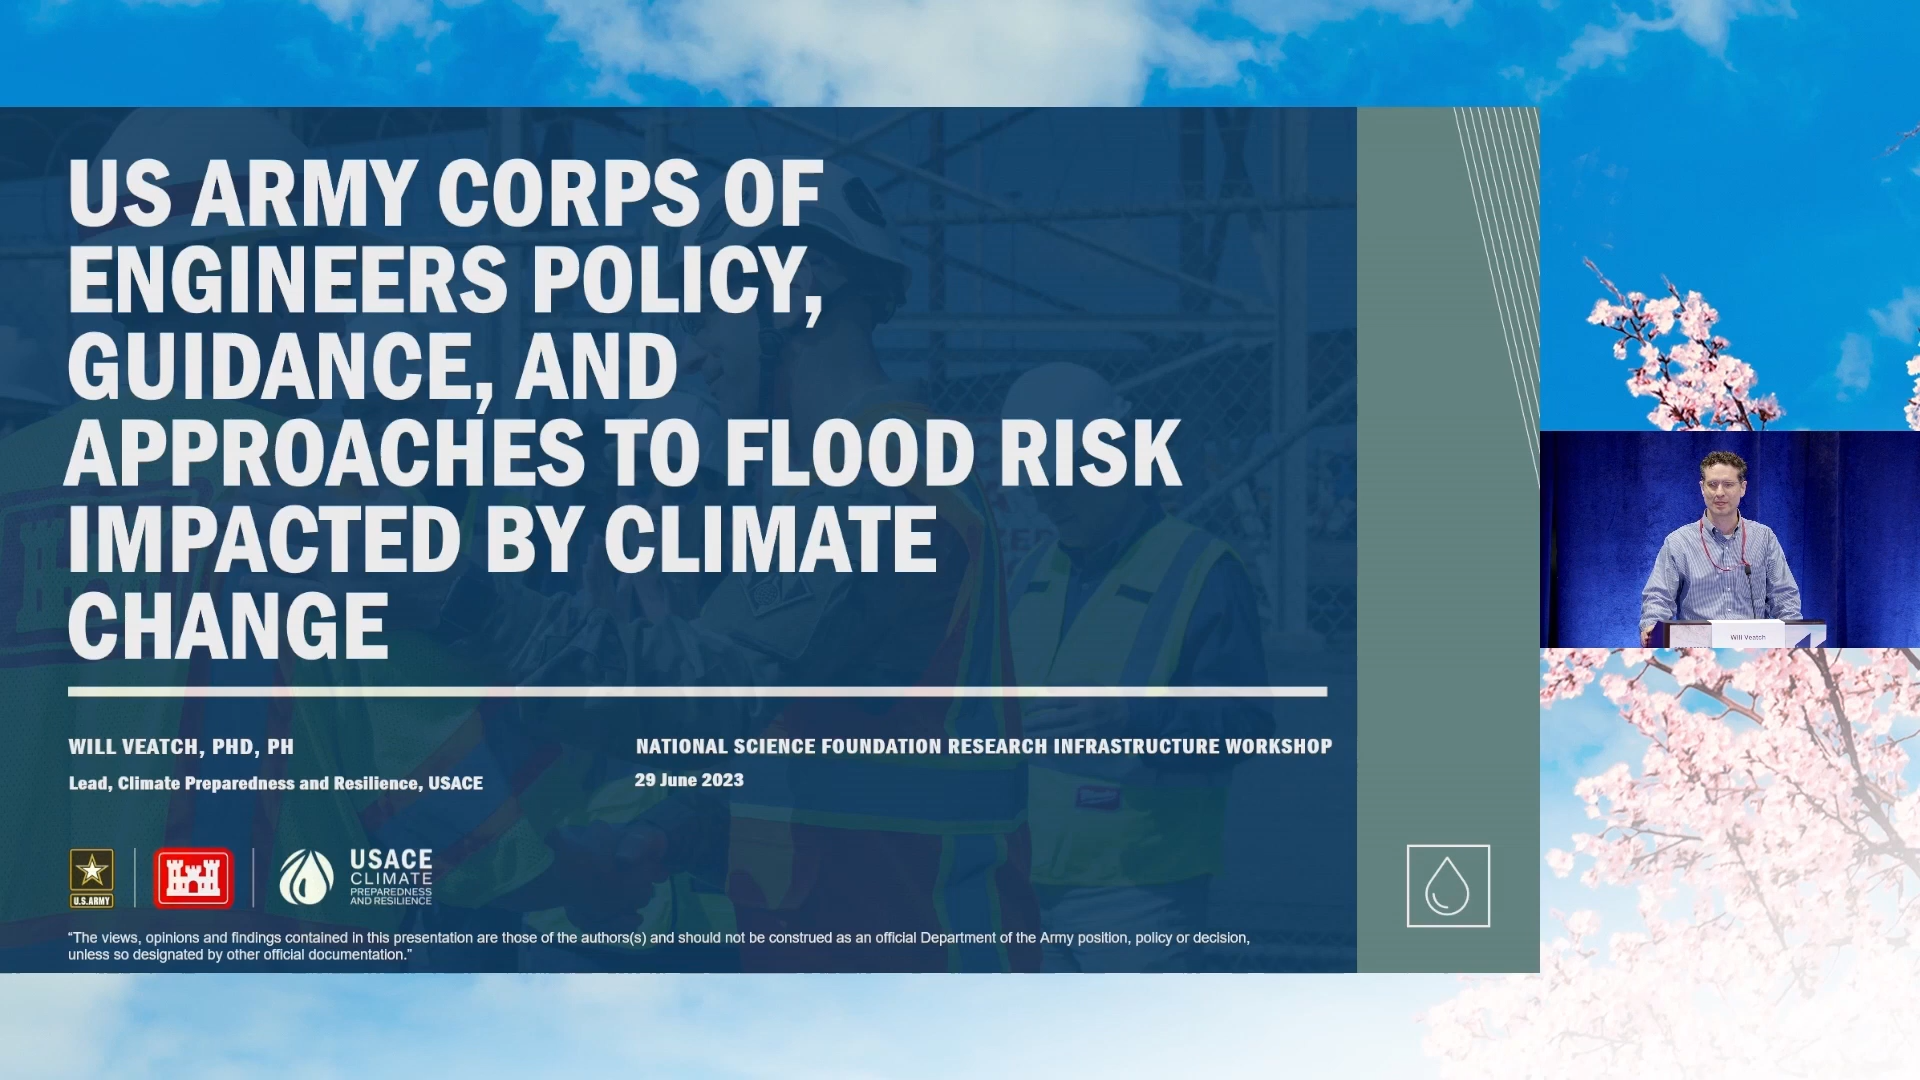 US ARMY CORPS OF
ENGINEERS POLICY,
GUIDANCE, AND
APPROACHES TO FLOOD RISK
IMPACTED BY CLIMATE
CHANGE
WILL VEATCH, PHD, PH
Lead, Climate Preparedness and Resilience, USACE
NATIONAL SCIENCE FOUNDATION RESEARCH INFRASTRUCTURE WORKSHOP
29 June 2023
U.S.ARMY
USACE
CLIMATE
PREPAREDNESS
AND RESILIENCE
“The views, opinions and findings contained in this presentation are those of the authors(s) and should not be construed as an official Department of the Army position, policy or decision,
unless so designated by other official documentation.”
Will Veatch